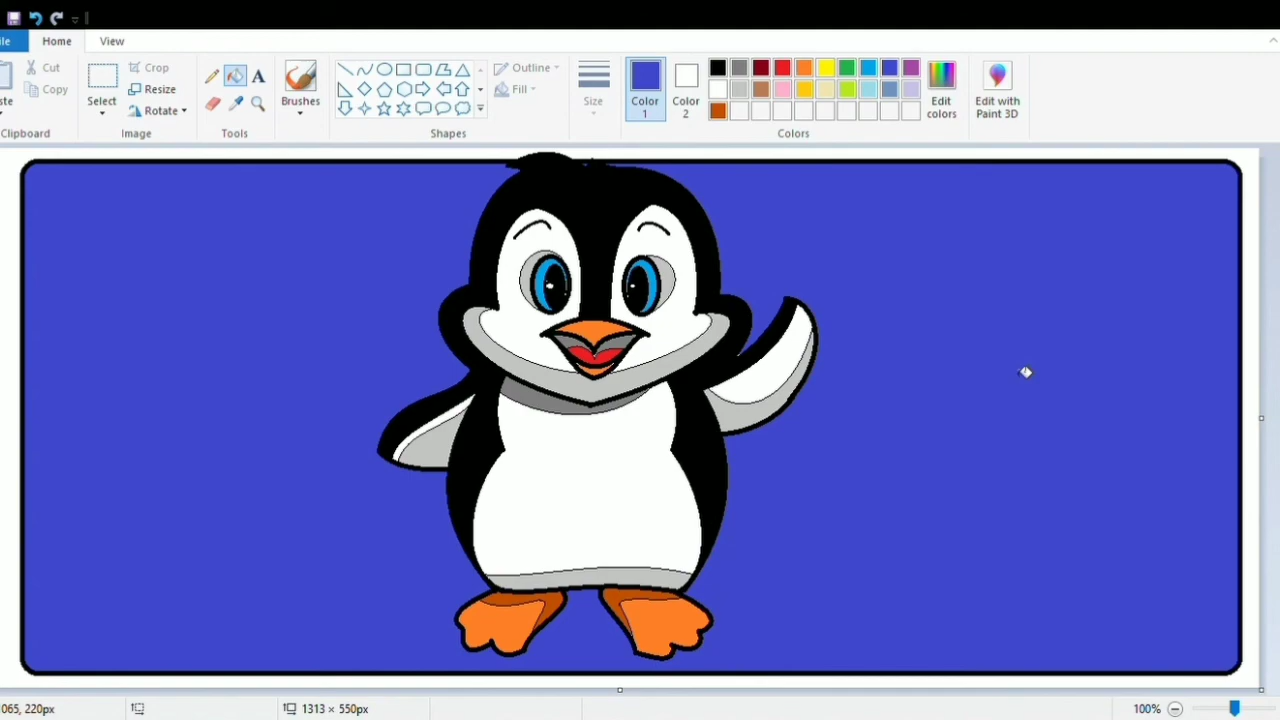 ile Home View
Cut
Copy
ste
Clipboard
Select
Crop
Resize
Rotate
Image
A
Tools
Brushes
Outline
Fill
Shapes
Size
Color 1
Color 2
Edit colors
Colors
Edit with Paint 3D
1065, 220px
1313 × 550px
100%